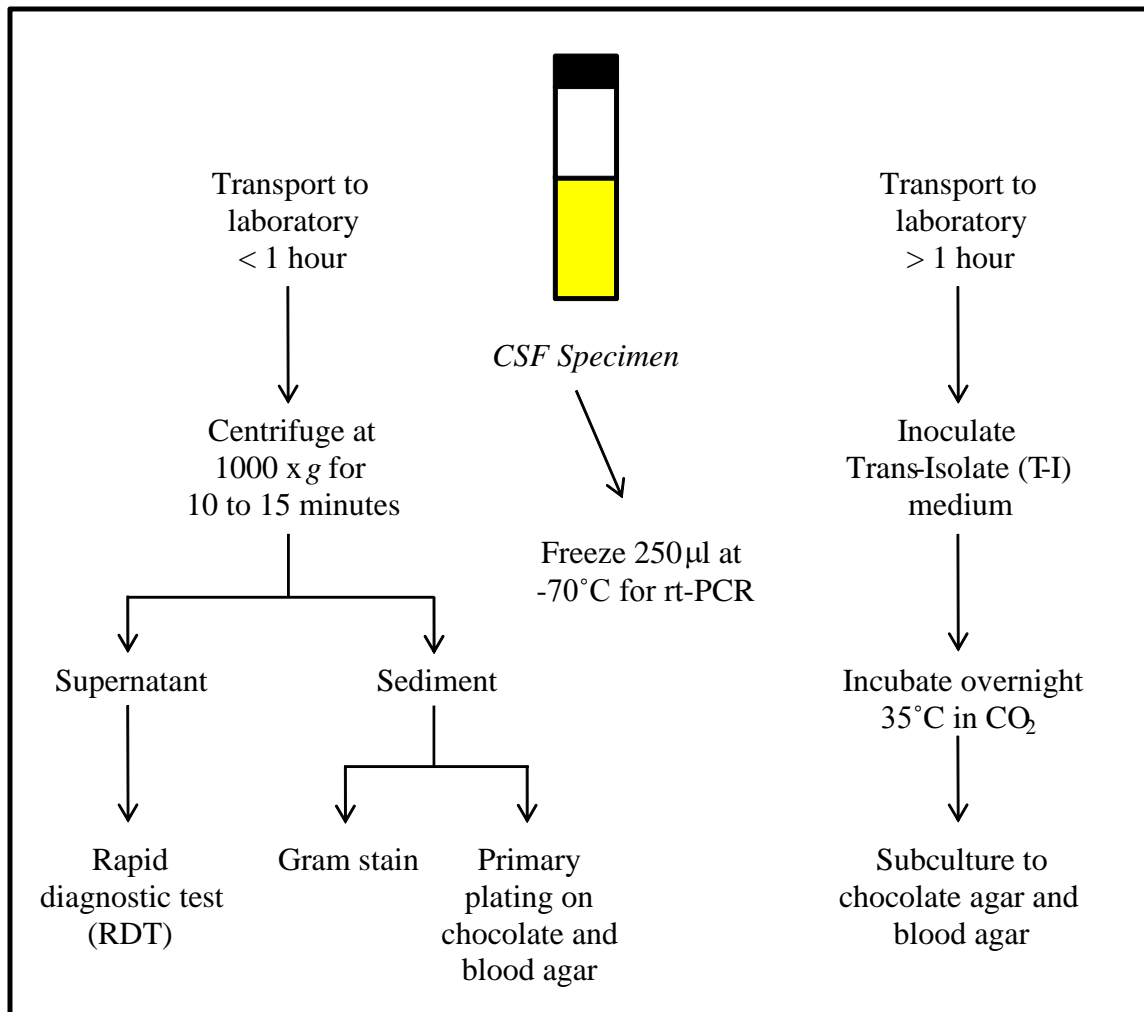 Transport to
laboratory
< 1 hour
Centrifuge at
1000 x g for
10 to 15 minutes
Supernatant
Sediment
Rapid
diagnostic test
(RDT)
Gram stain
Primary
plating on
chocolate and
blood agar
CSF Specimen
Freeze 250μl at
-70˚C for rt-PCR
Transport to
laboratory
> 1 hour
Inoculate
Trans-Isolate (T-I)
medium
Incubate overnight
35˚C in CO₂
Subculture to
chocolate agar and
blood agar